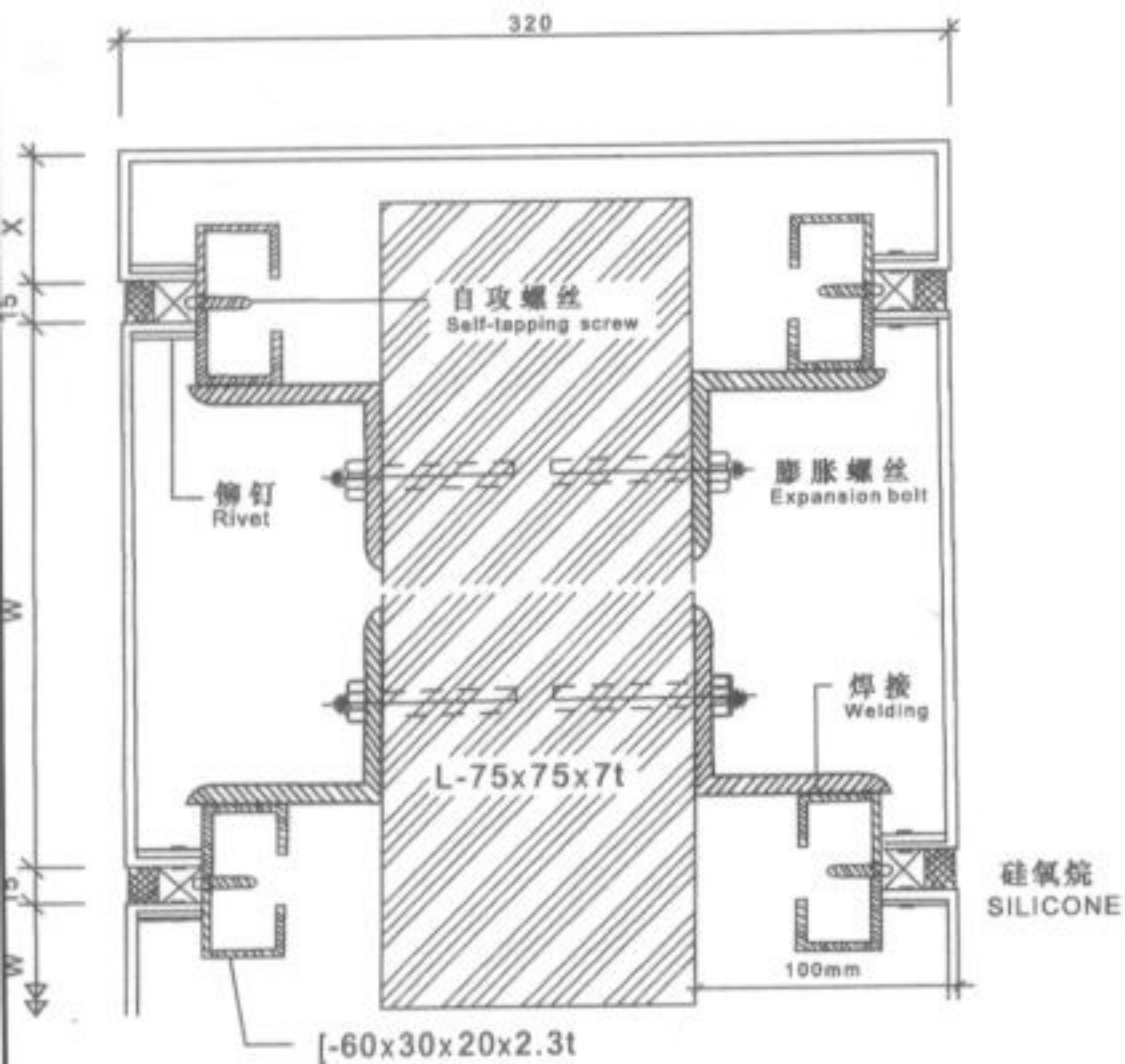 320
X
15
自攻螺丝
Self-tapping screw
铆钉
Rivet
膨胀螺丝
Expansion bolt
W
焊接
Welding
L-75x75x7t
15
硅氧烷
SILICONE
W
100mm
[-60x30x20x2.3t